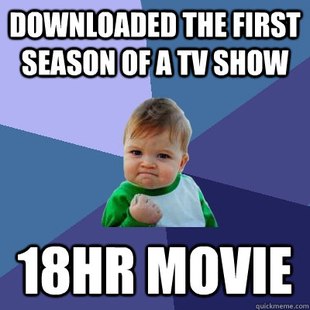 DOWNLOADED THE FIRST
SEASON OF A TV SHOW
18HR MOVIE
quickmeme.com